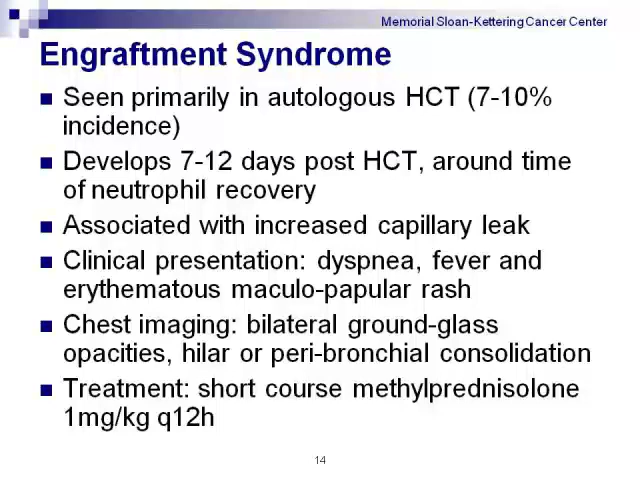 Memorial Sloan-Kettering Cancer Center
Engraftment Syndrome
Seen primarily in autologous HCT (7-10%
incidence)
Develops 7-12 days post HCT, around time
of neutrophil recovery
Associated with increased capillary leak
Clinical presentation: dyspnea, fever and
erythematous maculo-papular rash
Chest imaging: bilateral ground-glass
opacities, hilar or peri-bronchial consolidation
Treatment: short course methylprednisolone
1mg/kg q12h
14